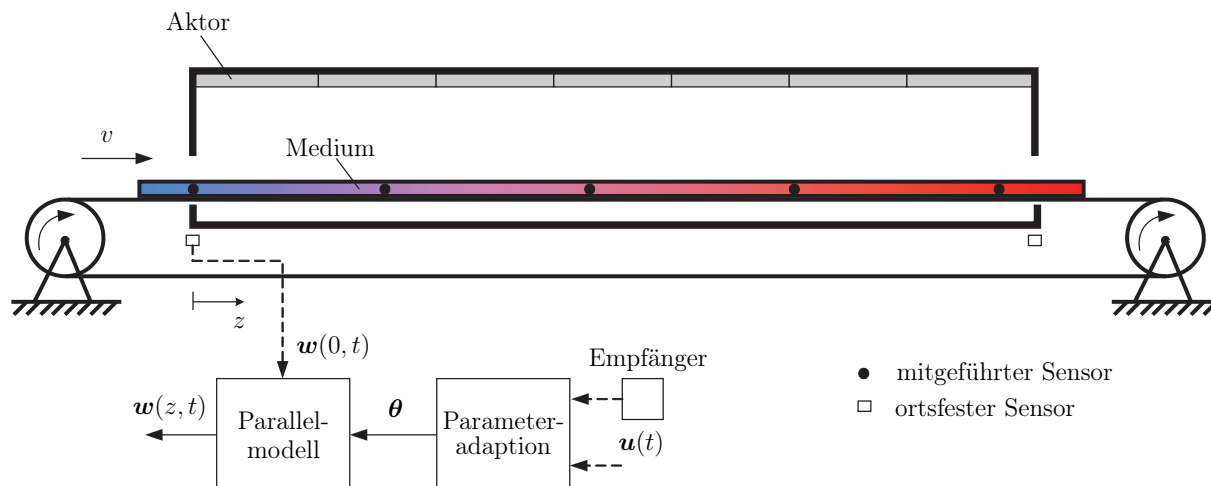 Aktor
v
Medium
z
w(0, t)
Empfänger
w(z, t)
Parallel-
modell
θ
Parameter-
adaption
u(t)
mitgeführter Sensor
ortsfester Sensor